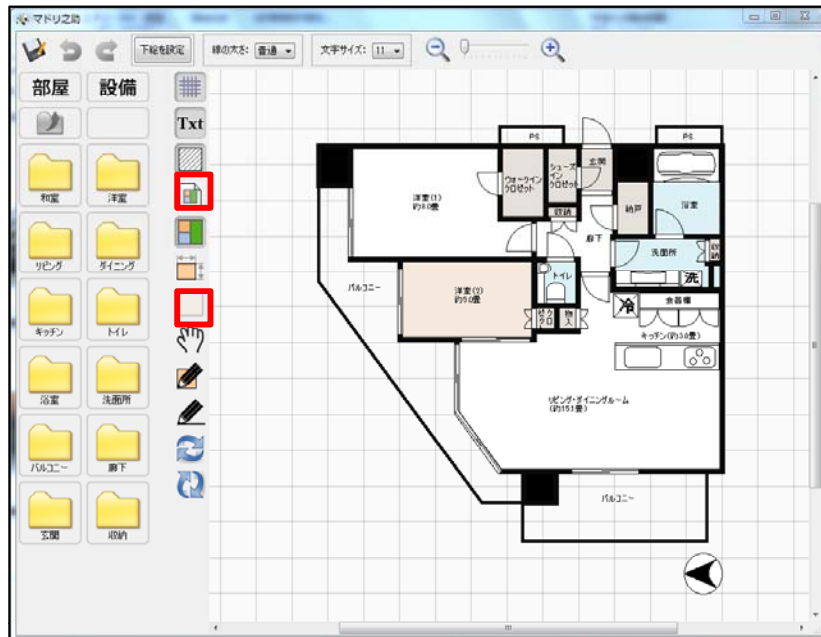 マドリ之助
下絵を設定
線の太さ: 普通
文字サイズ: 11
部屋
設備
Txt
和室
洋室
リビング
ダイニング
キッチン
トイレ
浴室
洗面所
バルコニー
廊下
玄関
収納
PS
PS
洋室(1)
約8.0畳
ウォークイン
クロゼット
シューズ
イン
クロゼット
玄関
納戸
浴室
収納
廊下
洗面所
収納
洗
トイレ
バルコニー
洋室(2)
約5.0畳
物入
冷
食器棚
キッチン(約3.8畳)
リビング・ダイニングルーム
(約15.1畳)
バルコニー